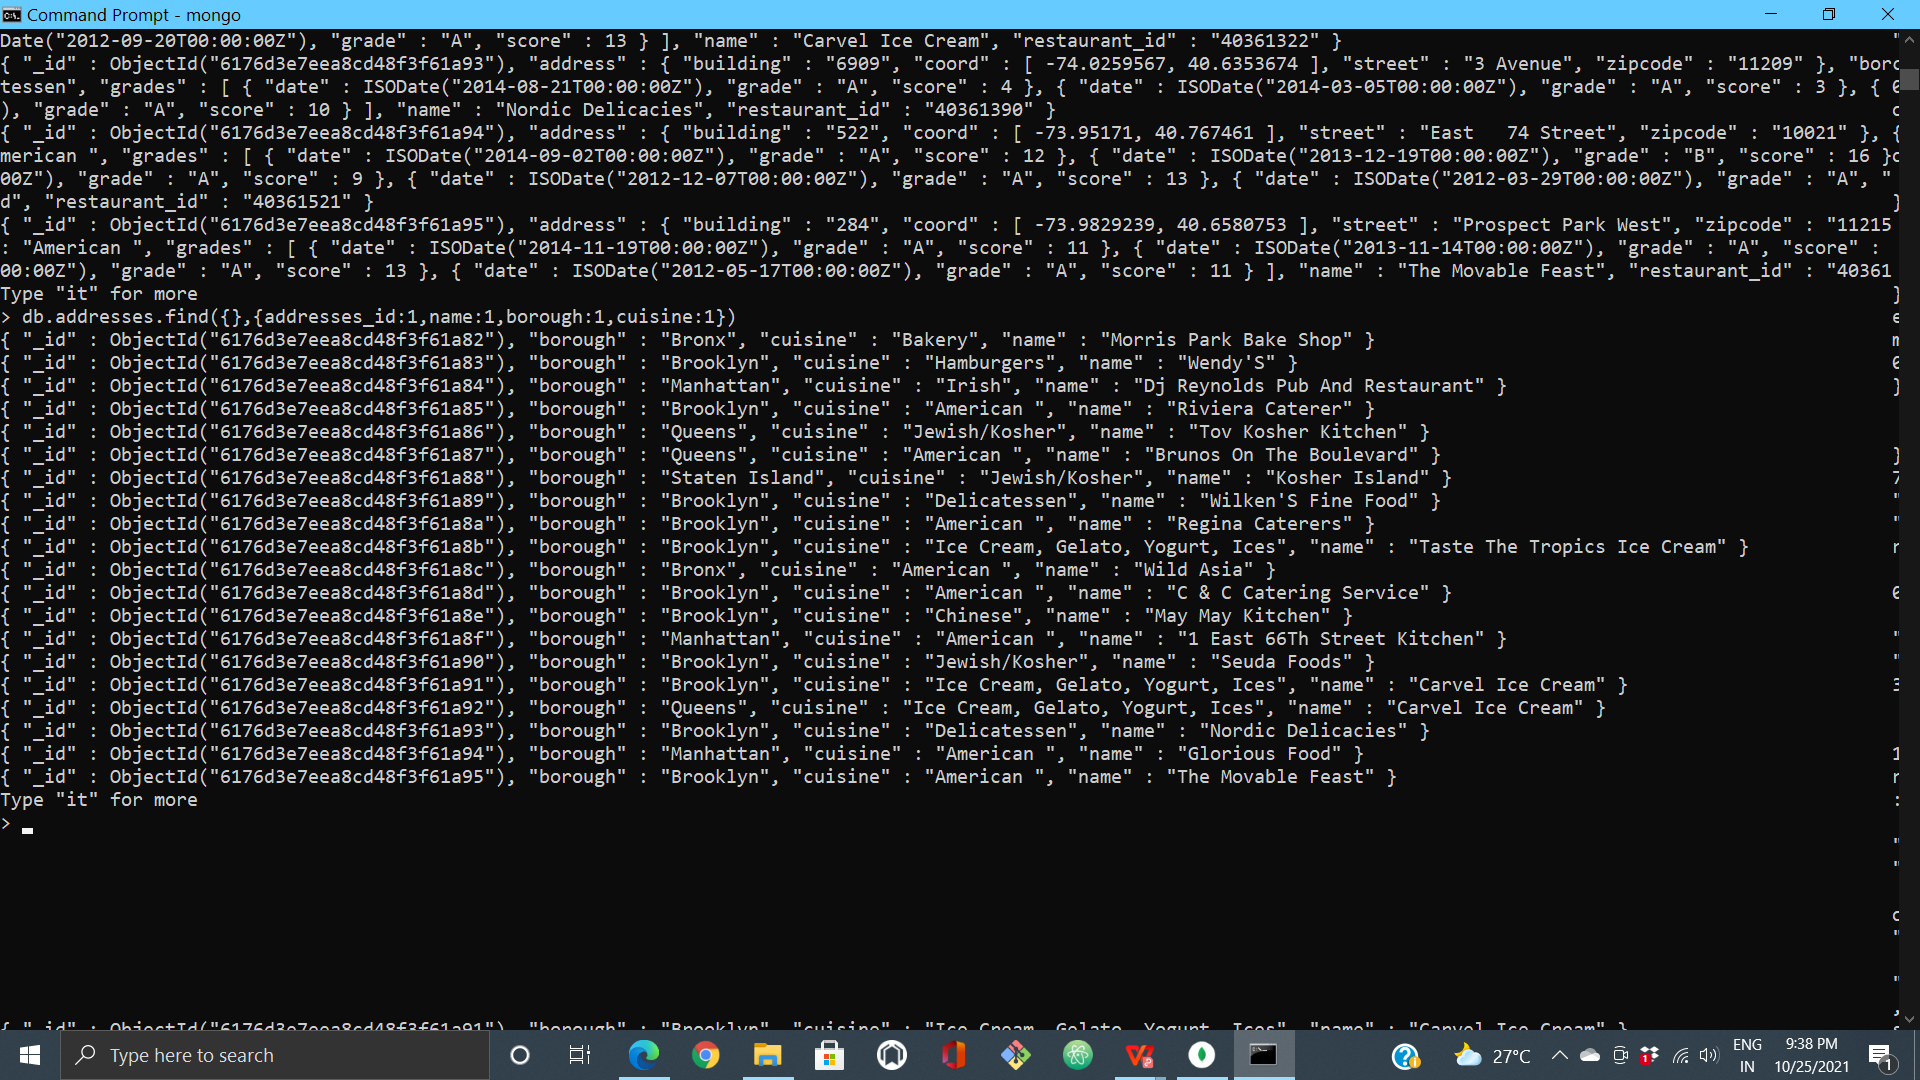 Command Prompt - mongo
Date("2012-09-20T00:00:00Z"), "grade" : "A", "score" : 13 } ], "name" : "Carvel Ice Cream", "restaurant_id" : "40361322" }
{ "_id" : ObjectId("6176d3e7eea8cd48f3f61a93"), "address" : { "building" : "6909", "coord" : [ -74.0259567, 40.6353674 ], "street" : "3 Avenue", "zipcode" : "11209" }, "boro
tessen", "grades" : [ { "date" : ISODate("2014-08-21T00:00:00Z"), "grade" : "A", "score" : 4 }, { "date" : ISODate("2014-03-05T00:00:00Z"), "grade" : "A", "score" : 3 }, {
), "grade" : "A", "score" : 10 } ], "name" : "Nordic Delicacies", "restaurant_id" : "40361390" }
{ "_id" : ObjectId("6176d3e7eea8cd48f3f61a94"), "address" : { "building" : "522", "coord" : [ -73.95171, 40.767461 ], "street" : "East   74 Street", "zipcode" : "10021" },
merican ", "grades" : [ { "date" : ISODate("2014-09-02T00:00:00Z"), "grade" : "A", "score" : 12 }, { "date" : ISODate("2013-12-19T00:00:00Z"), "grade" : "B", "score" : 16 }
00Z"), "grade" : "A", "score" : 9 }, { "date" : ISODate("2012-12-07T00:00:00Z"), "grade" : "A", "score" : 13 }, { "date" : ISODate("2012-03-29T00:00:00Z"), "grade" : "A", "
d", "restaurant_id" : "40361521" }
{ "_id" : ObjectId("6176d3e7eea8cd48f3f61a95"), "address" : { "building" : "284", "coord" : [ -73.9829239, 40.6580753 ], "street" : "Prospect Park West", "zipcode" : "11215
: "American ", "grades" : [ { "date" : ISODate("2014-11-19T00:00:00Z"), "grade" : "A", "score" : 11 }, { "date" : ISODate("2013-11-14T00:00:00Z"), "grade" : "A", "score" :
00:00Z"), "grade" : "A", "score" : 13 }, { "date" : ISODate("2012-05-17T00:00:00Z"), "grade" : "A", "score" : 11 } ], "name" : "The Movable Feast", "restaurant_id" : "40361
Type "it" for more
> db.addresses.find({},{addresses_id:1,name:1,borough:1,cuisine:1})
{ "_id" : ObjectId("6176d3e7eea8cd48f3f61a82"), "borough" : "Bronx", "cuisine" : "Bakery", "name" : "Morris Park Bake Shop" }
{ "_id" : ObjectId("6176d3e7eea8cd48f3f61a83"), "borough" : "Brooklyn", "cuisine" : "Hamburgers", "name" : "Wendy'S" }
{ "_id" : ObjectId("6176d3e7eea8cd48f3f61a84"), "borough" : "Manhattan", "cuisine" : "Irish", "name" : "Dj Reynolds Pub And Restaurant" }
{ "_id" : ObjectId("6176d3e7eea8cd48f3f61a85"), "borough" : "Brooklyn", "cuisine" : "American ", "name" : "Riviera Caterer" }
{ "_id" : ObjectId("6176d3e7eea8cd48f3f61a86"), "borough" : "Queens", "cuisine" : "Jewish/Kosher", "name" : "Tov Kosher Kitchen" }
{ "_id" : ObjectId("6176d3e7eea8cd48f3f61a87"), "borough" : "Queens", "cuisine" : "American ", "name" : "Brunos On The Boulevard" }
{ "_id" : ObjectId("6176d3e7eea8cd48f3f61a88"), "borough" : "Staten Island", "cuisine" : "Jewish/Kosher", "name" : "Kosher Island" }
{ "_id" : ObjectId("6176d3e7eea8cd48f3f61a89"), "borough" : "Brooklyn", "cuisine" : "Delicatessen", "name" : "Wilken'S Fine Food" }
{ "_id" : ObjectId("6176d3e7eea8cd48f3f61a8a"), "borough" : "Brooklyn", "cuisine" : "American ", "name" : "Regina Caterers" }
{ "_id" : ObjectId("6176d3e7eea8cd48f3f61a8b"), "borough" : "Brooklyn", "cuisine" : "Ice Cream, Gelato, Yogurt, Ices", "name" : "Taste The Tropics Ice Cream" }
{ "_id" : ObjectId("6176d3e7eea8cd48f3f61a8c"), "borough" : "Bronx", "cuisine" : "American ", "name" : "Wild Asia" }
{ "_id" : ObjectId("6176d3e7eea8cd48f3f61a8d"), "borough" : "Brooklyn", "cuisine" : "American ", "name" : "C & C Catering Service" }
{ "_id" : ObjectId("6176d3e7eea8cd48f3f61a8e"), "borough" : "Brooklyn", "cuisine" : "Chinese", "name" : "May May Kitchen" }
{ "_id" : ObjectId("6176d3e7eea8cd48f3f61a8f"), "borough" : "Manhattan", "cuisine" : "American ", "name" : "1 East 66Th Street Kitchen" }
{ "_id" : ObjectId("6176d3e7eea8cd48f3f61a90"), "borough" : "Brooklyn", "cuisine" : "Jewish/Kosher", "name" : "Seuda Foods" }
{ "_id" : ObjectId("6176d3e7eea8cd48f3f61a91"), "borough" : "Brooklyn", "cuisine" : "Ice Cream, Gelato, Yogurt, Ices", "name" : "Carvel Ice Cream" }
{ "_id" : ObjectId("6176d3e7eea8cd48f3f61a92"), "borough" : "Queens", "cuisine" : "Ice Cream, Gelato, Yogurt, Ices", "name" : "Carvel Ice Cream" }
{ "_id" : ObjectId("6176d3e7eea8cd48f3f61a93"), "borough" : "Brooklyn", "cuisine" : "Delicatessen", "name" : "Nordic Delicacies" }
{ "_id" : ObjectId("6176d3e7eea8cd48f3f61a94"), "borough" : "Manhattan", "cuisine" : "American ", "name" : "Glorious Food" }
{ "_id" : ObjectId("6176d3e7eea8cd48f3f61a95"), "borough" : "Brooklyn", "cuisine" : "American ", "name" : "The Movable Feast" }
Type "it" for more
>
{ "_id" : ObjectId("6176d3e7eea8cd48f3f61a91"), "borough" : "Brooklyn", "cuisine" : "Ice Cream, Gelato, Yogurt, Ices", "name" : "Carvel Ice Cream" }
Type here to search
27°C
ENG
IN
9:38 PM
10/25/2021
1